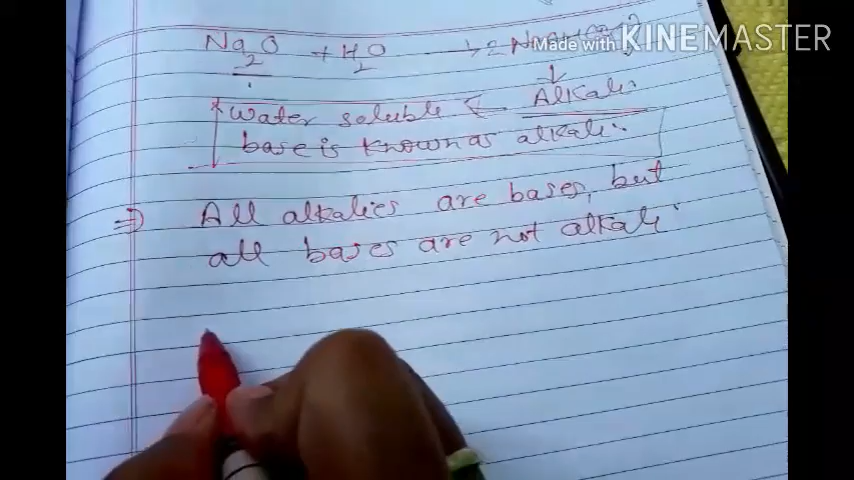 Na2O + H2O → 2
Made with KINEMASTER
* Water soluble ← Alkali.
base is known as alkali.
⇒ All alkalies are bases, but
all bases are not alkali.